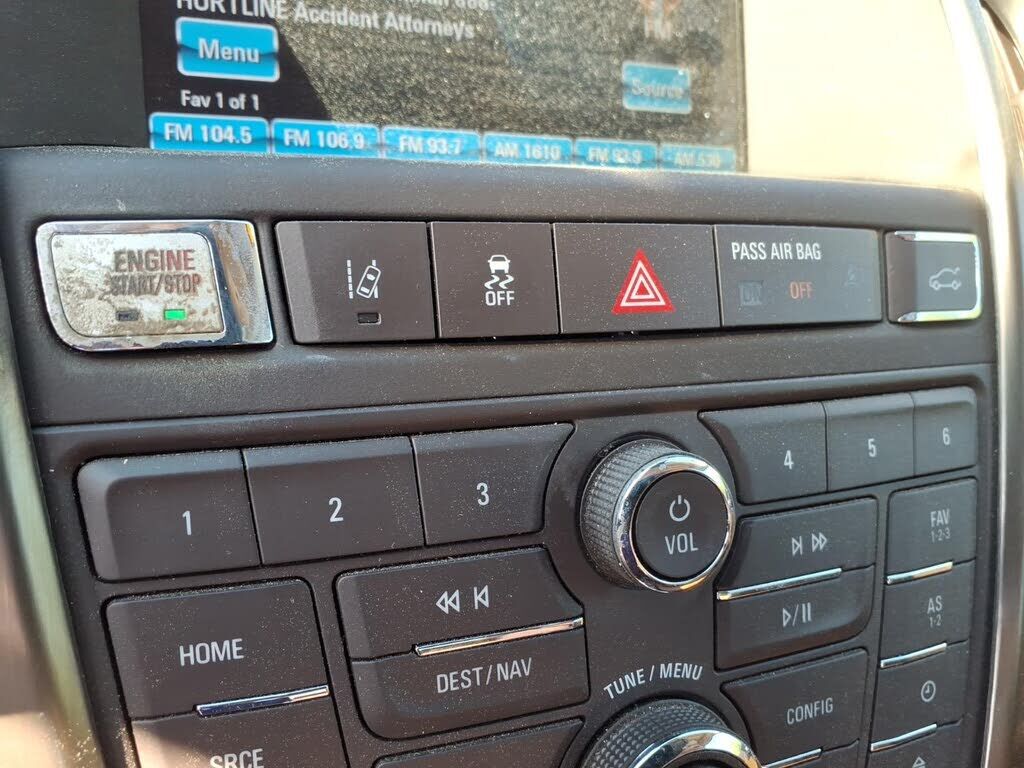 HURTLINE Accident Attorneys
Menu
Source
Fav 1 of 1
FM 104.5 FM 106.9 FM 93.7 AM 1610 FM 93.9 AM 530
ENGINE
START/STOP
OFF
PASS AIR BAG
ON OFF
1 2 3 4 5 6
VOL
FAV
1-2-3
HOME
DEST/NAV
AS
1-2
TUNE / MENU
CONFIG
SRCE